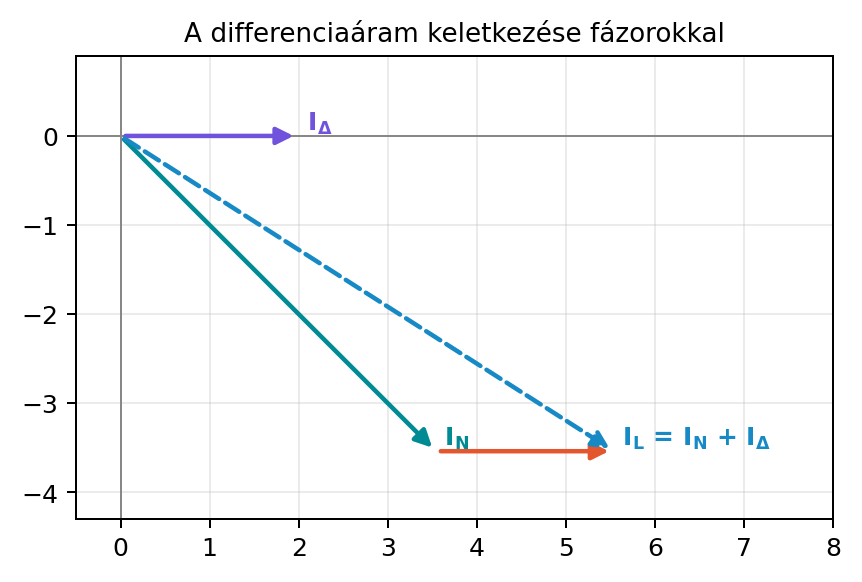 A differenciaáram keletkezése fázorokkal
I_Δ
0
−1
−2
−3
I_N
I_L = I_N + I_Δ
−4
0 1 2 3 4 5 6 7 8